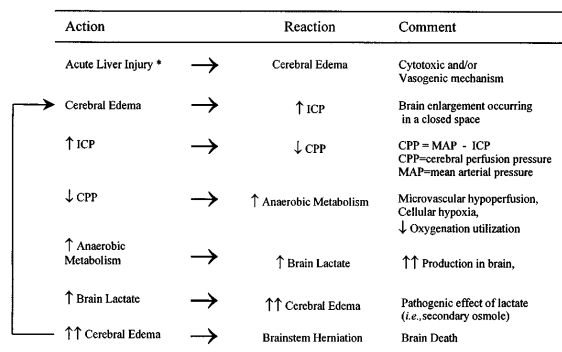 Action Reaction Comment
Acute Liver Injury * → Cerebral Edema Cytotoxic and/or
Vasogenic mechanism
Cerebral Edema → ↑ ICP Brain enlargement occurring
in a closed space
↑ ICP → ↓ CPP CPP = MAP - ICP
CPP=cerebral perfusion pressure
MAP=mean arterial pressure
↓ CPP → ↑ Anaerobic Metabolism Microvascular hypoperfusion,
Cellular hypoxia,
↓ Oxygenation utilization
↑ Anaerobic
Metabolism → ↑ Brain Lactate ↑↑ Production in brain,
↑ Brain Lactate → ↑↑ Cerebral Edema Pathogenic effect of lactate
(i.e.,secondary osmole)
↑↑ Cerebral Edema → Brainstem Herniation Brain Death